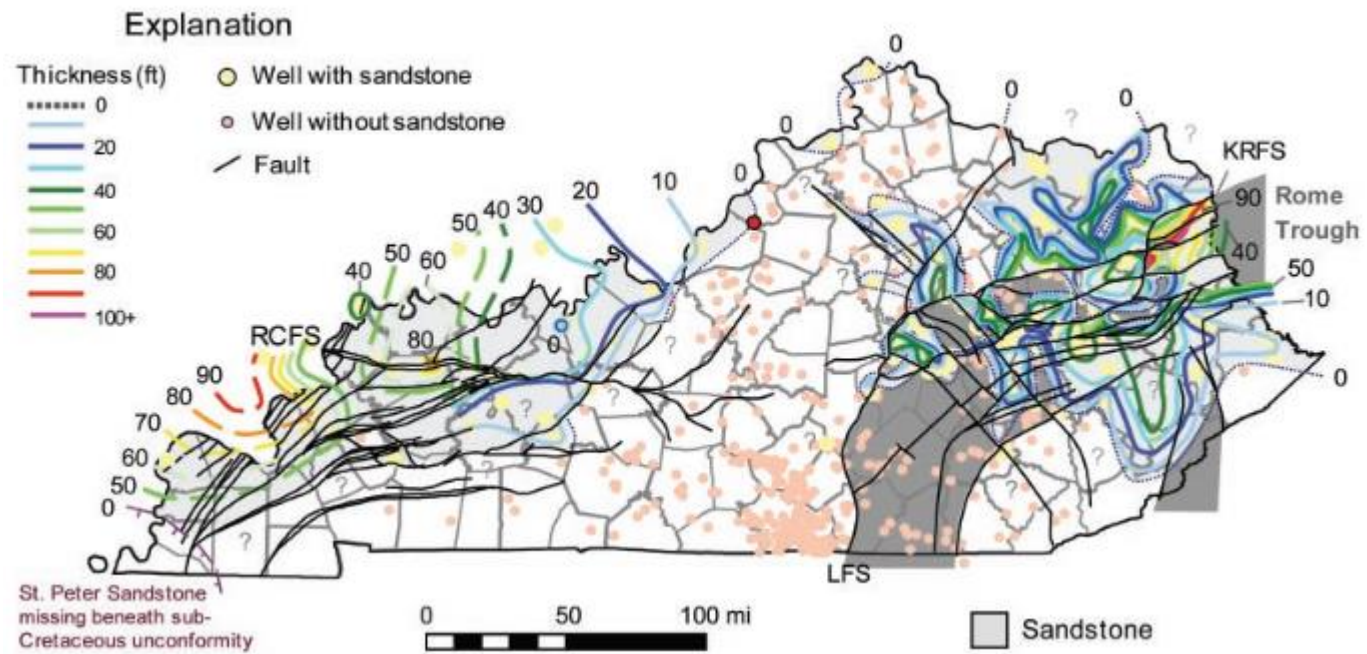 Explanation
Thickness (ft)
0
20
40
60
80
100+
Well with sandstone
Well without sandstone
Fault
0
0
0
0
0
10
20
30
40
50
60
50
40
KRFS
90
Rome
Trough
40
50
10
0
RCFS
80
0
90
80
70
60
50
0
?
?
?
?
?
?
?
?
?
?
?
?
LFS
St. Peter Sandstone
missing beneath sub-
Cretaceous unconformity
0 50 100 mi
Sandstone